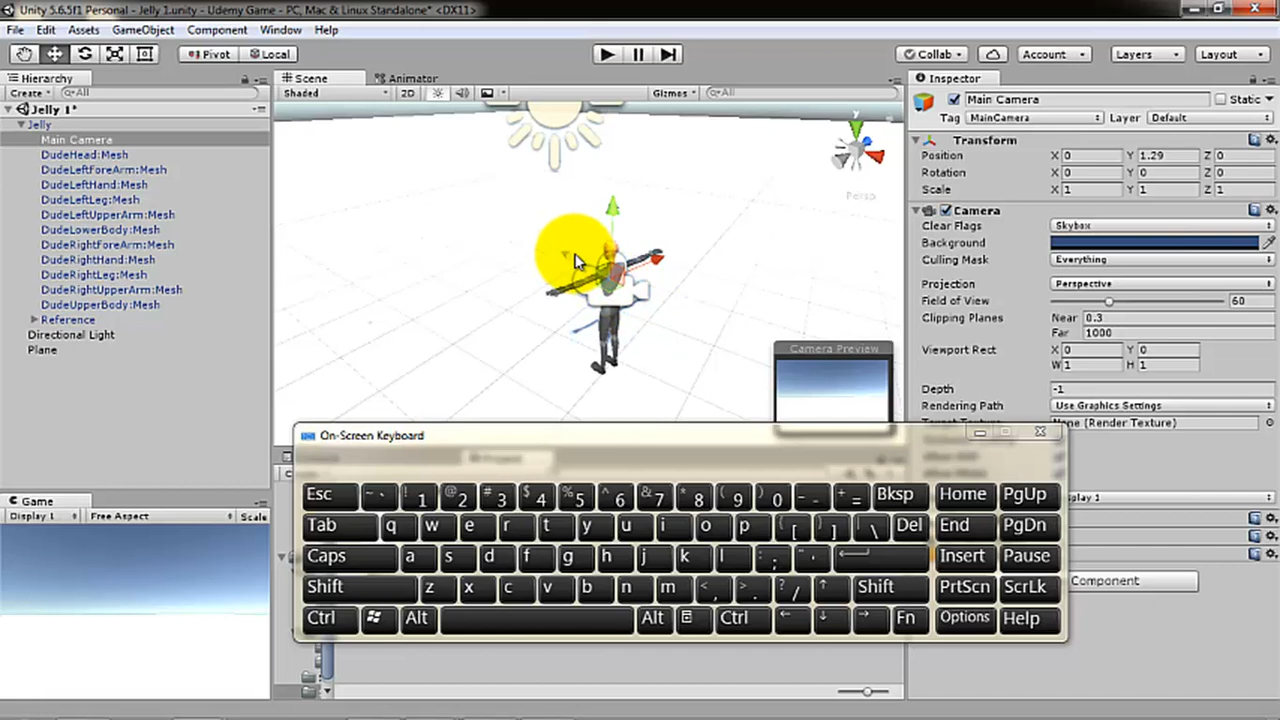 Unity 5.6.5f1 Personal - Jelly 1.unity - Udemy Game - PC, Mac & Linux Standalone* <DX11>
File Edit Assets GameObject Component Window Help
Pivot Local Collab Account Layers Layout
Hierarchy
Create All
Jelly 1*
Jelly
Main Camera
DudeHead:Mesh
DudeLeftForeArm:Mesh
DudeLeftHand:Mesh
DudeLeftLeg:Mesh
DudeLeftUpperArm:Mesh
DudeLowerBody:Mesh
DudeRightForeArm:Mesh
DudeRightHand:Mesh
DudeRightLeg:Mesh
DudeRightUpperArm:Mesh
DudeUpperBody:Mesh
Reference
Directional Light
Plane
Scene Animator
Shaded 2D Gizmos All
y
Persp
Camera Preview
Inspector
Main Camera Static
Tag MainCamera Layer Default
Transform
Position X 0 Y 1.29 Z 0
Rotation X 0 Y 0 Z 0
Scale X 1 Y 1 Z 1
Camera
Clear Flags Skybox
Background
Culling Mask Everything
Projection Perspective
Field of View 60
Clipping Planes Near 0.3
Far 1000
Viewport Rect X 0 Y 0
W 1 H 1
Depth -1
Rendering Path Use Graphics Settings
None (Render Texture)
Component
Game
Display 1 Free Aspect Scale
On-Screen Keyboard
Esc ~ ` ! 1 @ 2 # 3 $ 4 % 5 ^ 6 & 7 * 8 ( 9 ) 0 _ - + = Bksp Home PgUp
Tab q w e r t y u i o p { [ } ] | \ Del End PgDn
Caps a s d f g h j k l : ; " ' Insert Pause
Shift z x c v b n m < , > . ? / ↑ Shift PrtScn ScrLk
Ctrl Alt Alt Ctrl ← ↓ → Fn Options Help